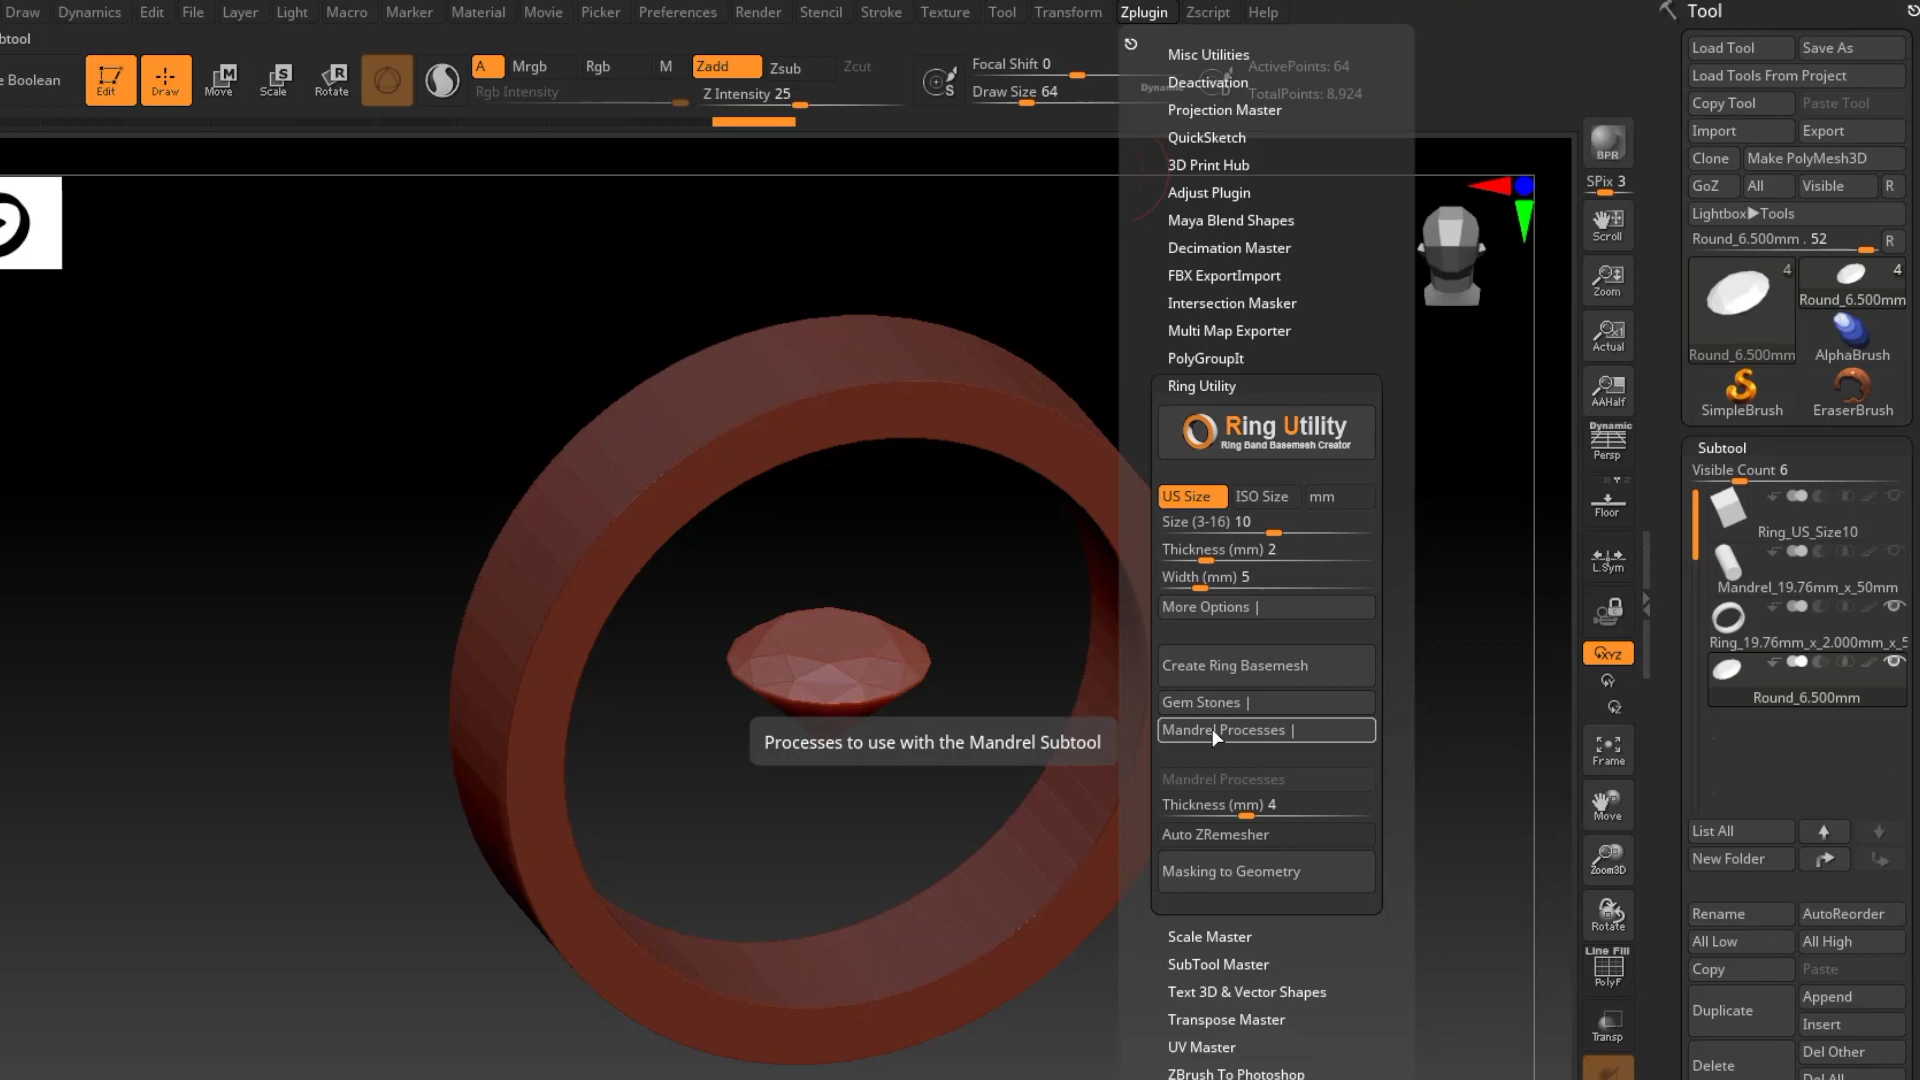 Draw Dynamics Edit File Layer Light Macro Marker Material Movie Picker Preferences Render Stencil Stroke Texture Tool Transform Zplugin Zscript Help
Tool
Load Tool Save As
Load Tools From Project
Copy Tool Paste Tool
Import Export
Clone Make PolyMesh3D
GoZ All Visible R
Lightbox▶Tools
Round_6.500mm . 52 R
4 4
Round_6.500mm
Round_6.500mm AlphaBrush
SimpleBrush EraserBrush
Subtool
Visible Count 6
Ring_US_Size10
Mandrel_19.76mm_x_50mm
Ring_19.76mm_x_2.000mm_x_5
Round_6.500mm
List All
New Folder
Rename AutoReorder
All Low All High
Copy Paste
Duplicate Append
Insert
Delete Del Other
Del All
btool
e Boolean
Edit
Draw
M
Move
S
Scale
R
Rotate
A Mrgb Rgb M
Rgb Intensity
Zadd Zsub Zcut
Z Intensity 25
S
Focal Shift 0
Draw Size 64
Dynamic
ActivePoints: 64
TotalPoints: 8,924
Misc Utilities
Deactivation
Projection Master
QuickSketch
3D Print Hub
Adjust Plugin
Maya Blend Shapes
Decimation Master
FBX ExportImport
Intersection Masker
Multi Map Exporter
PolyGroupIt
Ring Utility
Ring Utility
Ring Band Basemesh Creator
US Size ISO Size mm
Size (3-16) 10
Thickness (mm) 2
Width (mm) 5
More Options |
Create Ring Basemesh
Gem Stones |
Mandrel Processes |
Mandrel Processes
Thickness (mm) 4
Auto ZRemesher
Masking to Geometry
Scale Master
SubTool Master
Text 3D & Vector Shapes
Transpose Master
UV Master
ZBrush To Photoshop
Processes to use with the Mandrel Subtool
BPR
SPix 3
Scroll
Zoom
Actual
AAHalf
Dynamic
Persp
Floor
L.Sym
XYZ
Y
Z
Frame
Move
Zoom3D
Rotate
Line Fill
PolyF
Transp